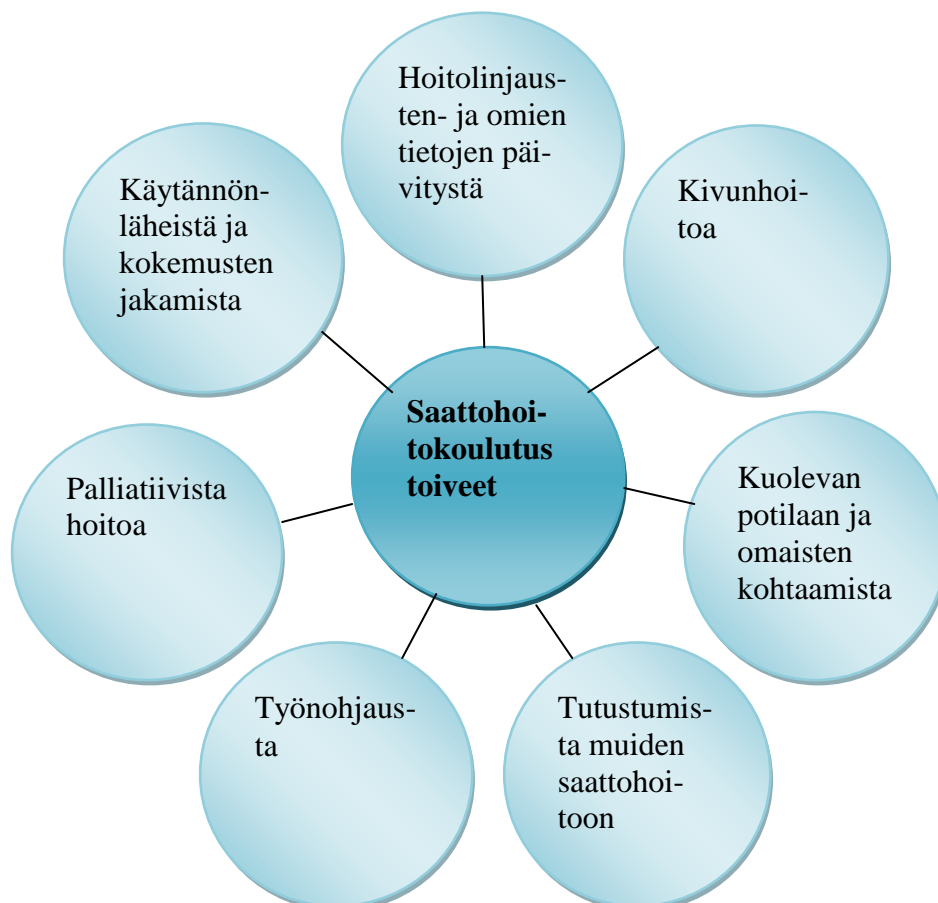 Hoitolinjaus-
ten- ja omien
tietojen päi-
vitystä
Kivunhoi-
toa
Kuolevan
potilaan ja
omaisten
kohtaamista
Tutustumis-
ta muiden
saattohoi-
toon
Työnohjaus-
ta
Palliatiivista
hoitoa
Käytännön-
läheistä ja
kokemusten
jakamista
Saattohoi-
tokoulutus
toiveet